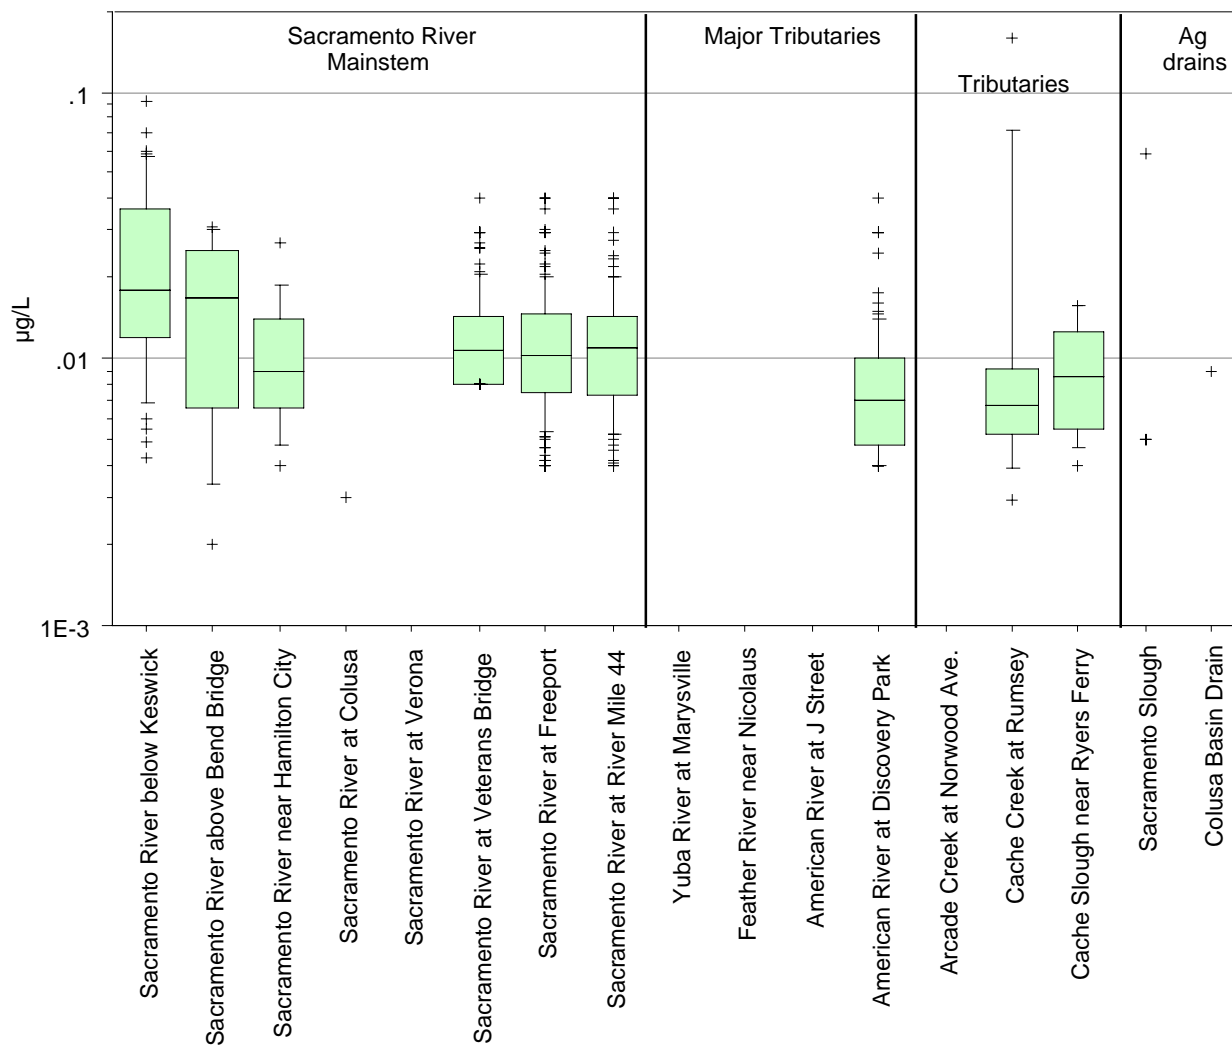 Sacramento River
Mainstem
Major Tributaries
Tributaries
Ag
drains
.1
.01
1E-3
µg/L
Sacramento River below Keswick
Sacramento River above Bend Bridge
Sacramento River near Hamilton City
Sacramento River at Colusa
Sacramento River at Verona
Sacramento River at Veterans Bridge
Sacramento River at Freeport
Sacramento River at River Mile 44
Yuba River at Marysville
Feather River near Nicolaus
American River at J Street
American River at Discovery Park
Arcade Creek at Norwood Ave.
Cache Creek at Rumsey
Cache Slough near Ryers Ferry
Sacramento Slough
Colusa Basin Drain